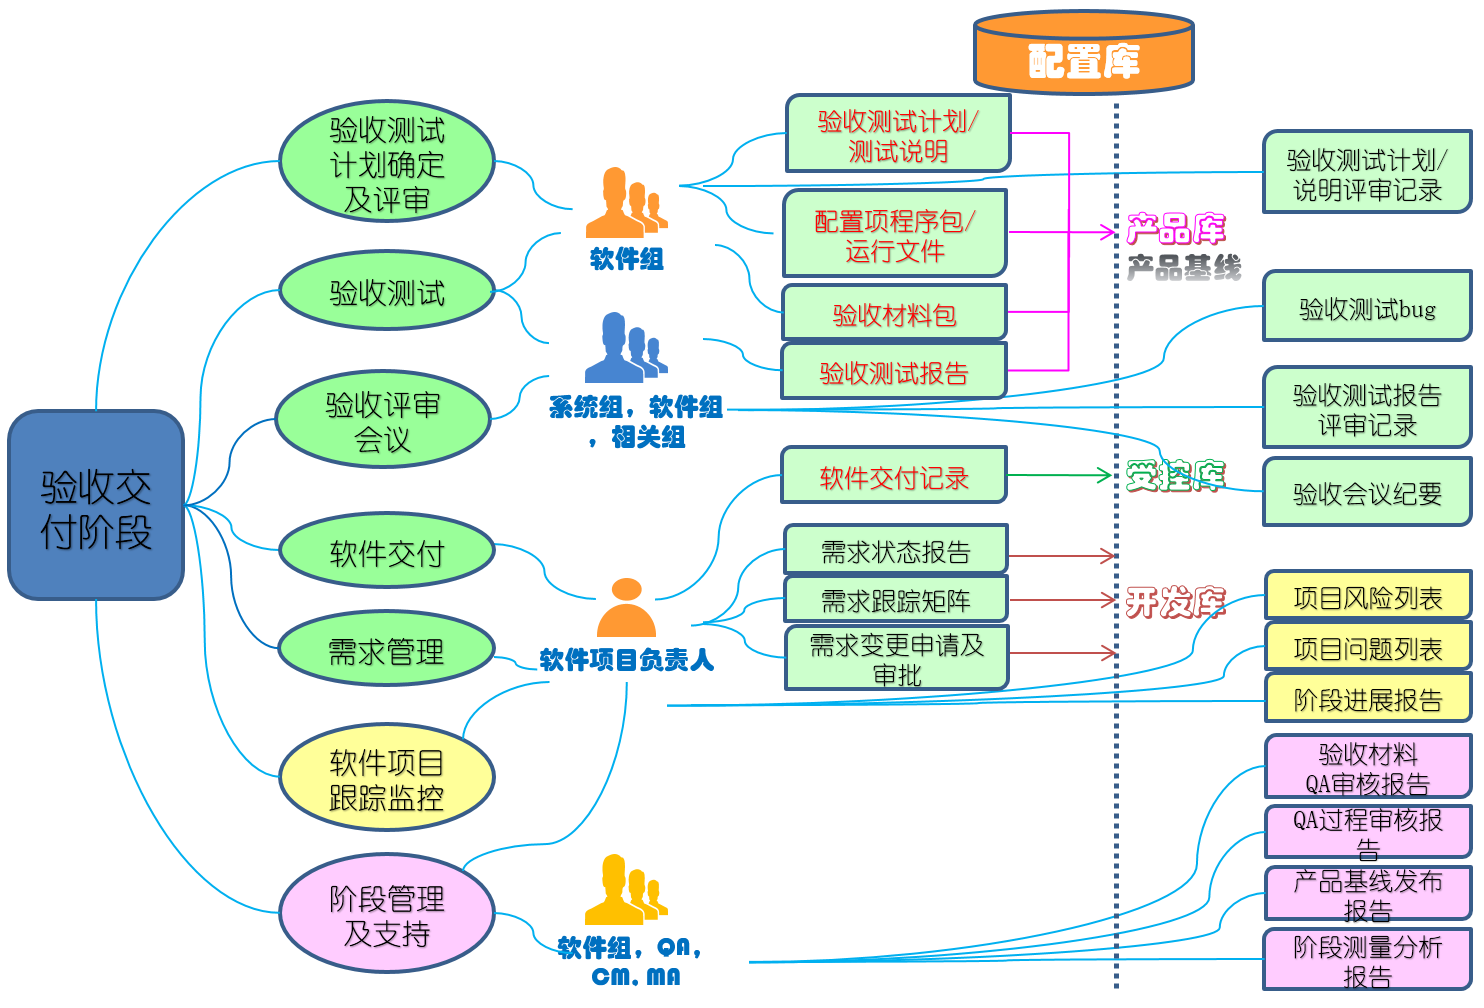 配置库
验收测试
计划确定
及评审
验收测试
验收评审
会议
验收交
付阶段
软件交付
需求管理
软件项目
跟踪监控
阶段管理
及支持
软件组
系统组，软件组
，相关组
软件项目负责人
软件组，QA，
CM，MA
验收测试计划/
测试说明
配置项程序包/
运行文件
验收材料包
验收测试报告
软件交付记录
需求状态报告
需求跟踪矩阵
需求变更申请及
审批
产品库
产品基线
受控库
开发库
验收测试计划/
说明评审记录
验收测试bug
验收测试报告
评审记录
验收会议纪要
项目风险列表
项目问题列表
阶段进展报告
验收材料
QA审核报告
QA过程审核报
告
产品基线发布
报告
阶段测量分析
报告